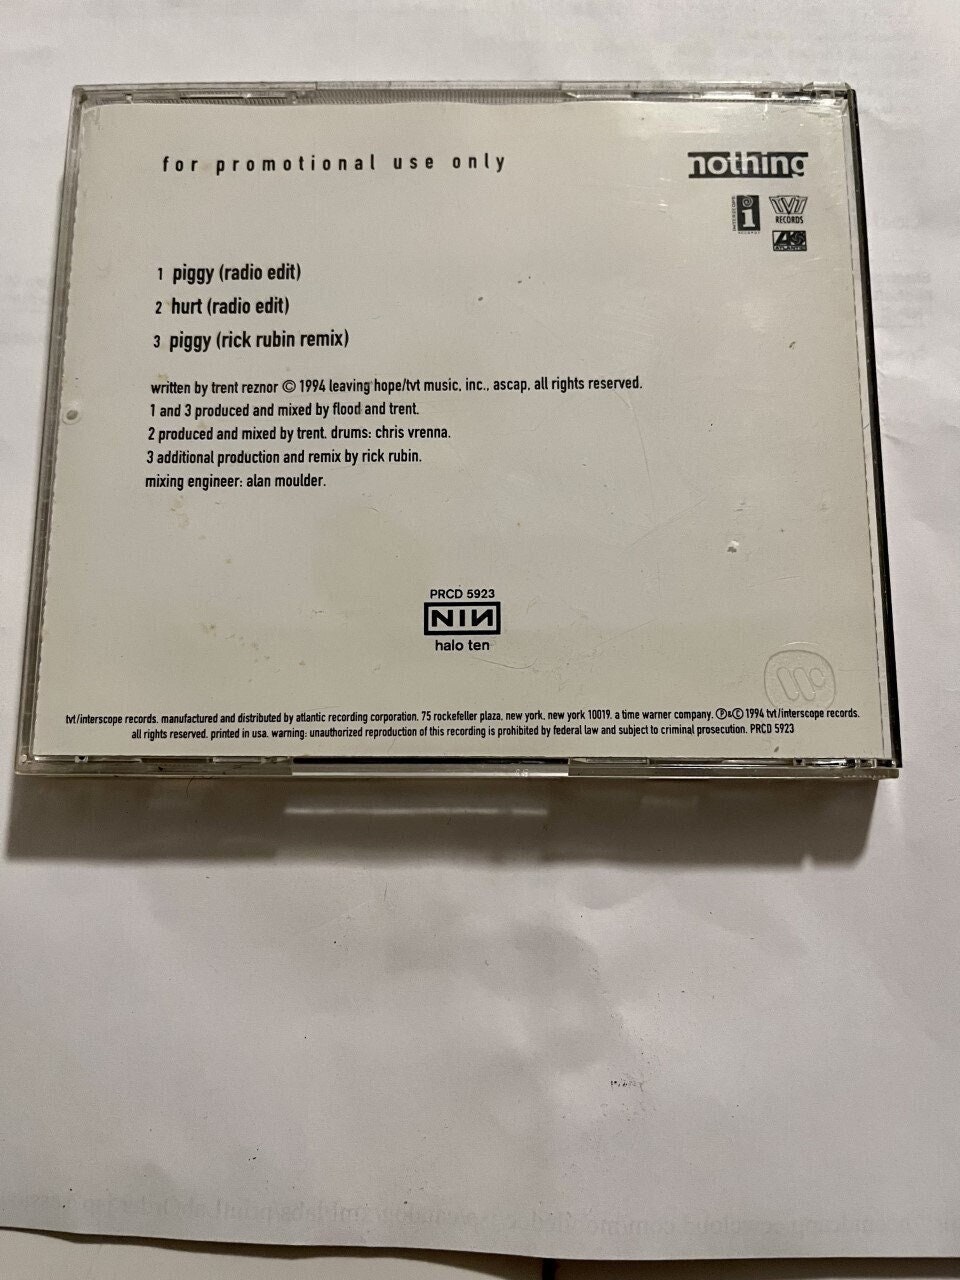 for promotional use only
nothing
INTERSCOPE
i
RECORDS
TVT
RECORDS
ATLANTIC
1 piggy (radio edit)
2 hurt (radio edit)
3 piggy (rick rubin remix)
written by trent reznor © 1994 leaving hope/tvt music, inc., ascap, all rights reserved.
1 and 3 produced and mixed by flood and trent.
2 produced and mixed by trent. drums: chris vrenna.
3 additional production and remix by rick rubin.
mixing engineer: alan moulder.
PRCD 5923
NIN
halo ten
tvt/interscope records. manufactured and distributed by atlantic recording corporation. 75 rockefeller plaza, new york, new york 10019. a time warner company. ℗&© 1994 tvt/interscope records.
all rights reserved. printed in usa. warning: unauthorized reproduction of this recording is prohibited by federal law and subject to criminal prosecution. PRCD 5923